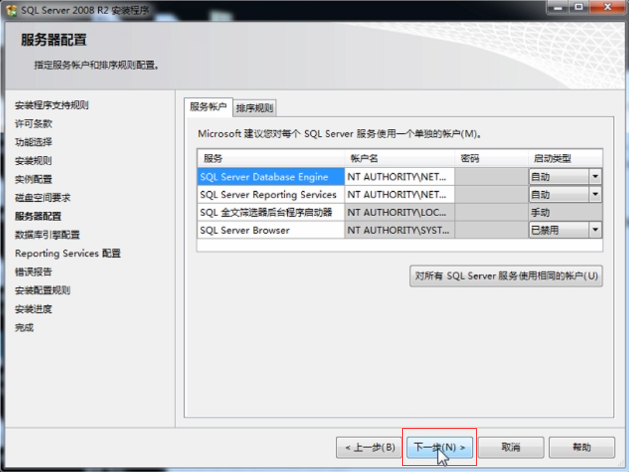 SQL Server 2008 R2 安装程序
服务器配置
指定服务帐户和排序规则配置。
安装程序支持规则
许可条款
功能选择
安装规则
实例配置
磁盘空间要求
服务器配置
数据库引擎配置
Reporting Services 配置
错误报告
安装配置规则
安装进度
完成
服务帐户 排序规则
Microsoft 建议您对每个 SQL Server 服务使用一个单独的帐户(M)。
服务 帐户名 密码 启动类型
SQL Server Database Engine NT AUTHORITY\NET... 自动
SQL Server Reporting Services NT AUTHORITY\NET... 自动
SQL 全文筛选器后台程序启动器 NT AUTHORITY\LOC... 手动
SQL Server Browser NT AUTHORITY\SYST... 已禁用
对所有 SQL Server 服务使用相同的帐户(U)
< 上一步(B) 下一步(N) > 取消 帮助